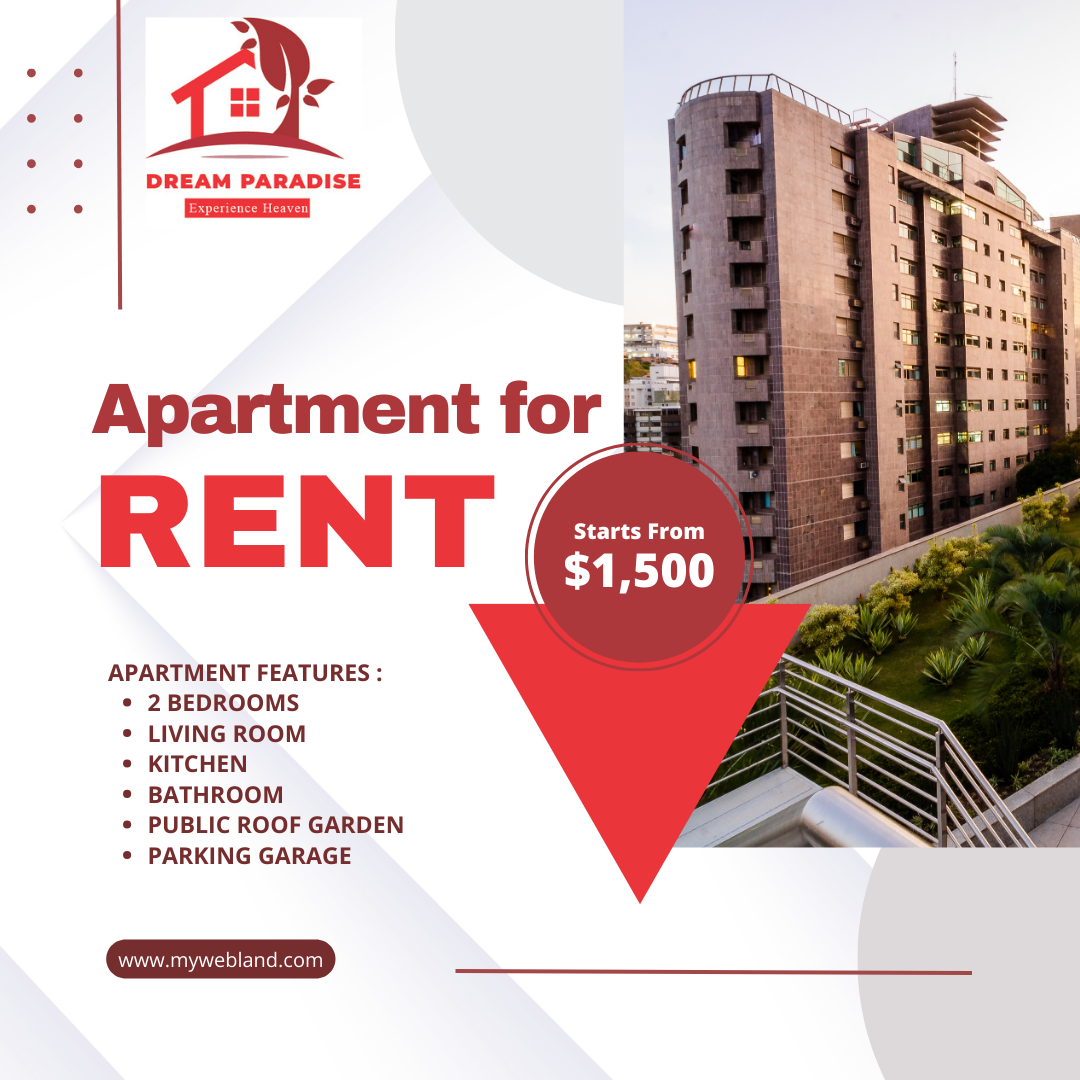 DREAM PARADISE
Experience Heaven
Apartment for
RENT
Starts From
$1,500
APARTMENT FEATURES :
• 2 BEDROOMS
• LIVING ROOM
• KITCHEN
• BATHROOM
• PUBLIC ROOF GARDEN
• PARKING GARAGE
www.mywebland.com